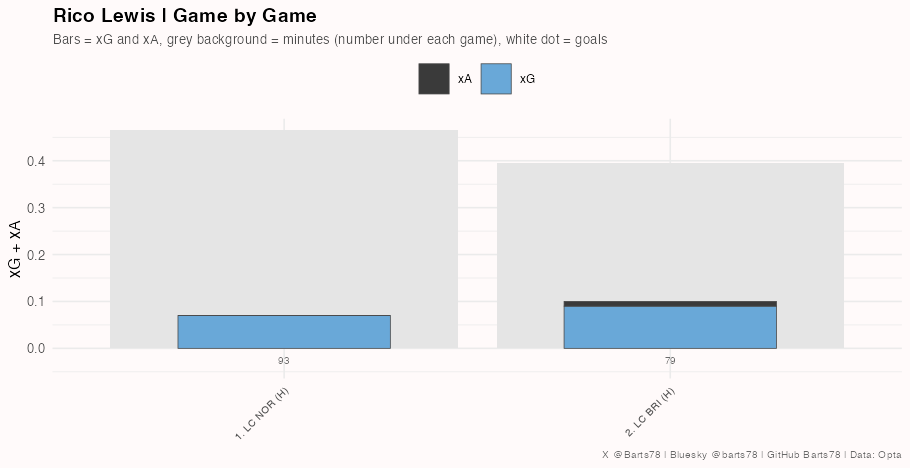 Rico Lewis | Game by Game
Bars = xG and xA, grey background = minutes (number under each game), white dot = goals
xA xG
xG + xA
0.4
0.3
0.2
0.1
0.0
93 79
1. LC NOR (H) 2. LC BRI (H)
X @Barts78 | Bluesky @barts78 | GitHub Barts78 | Data: Opta